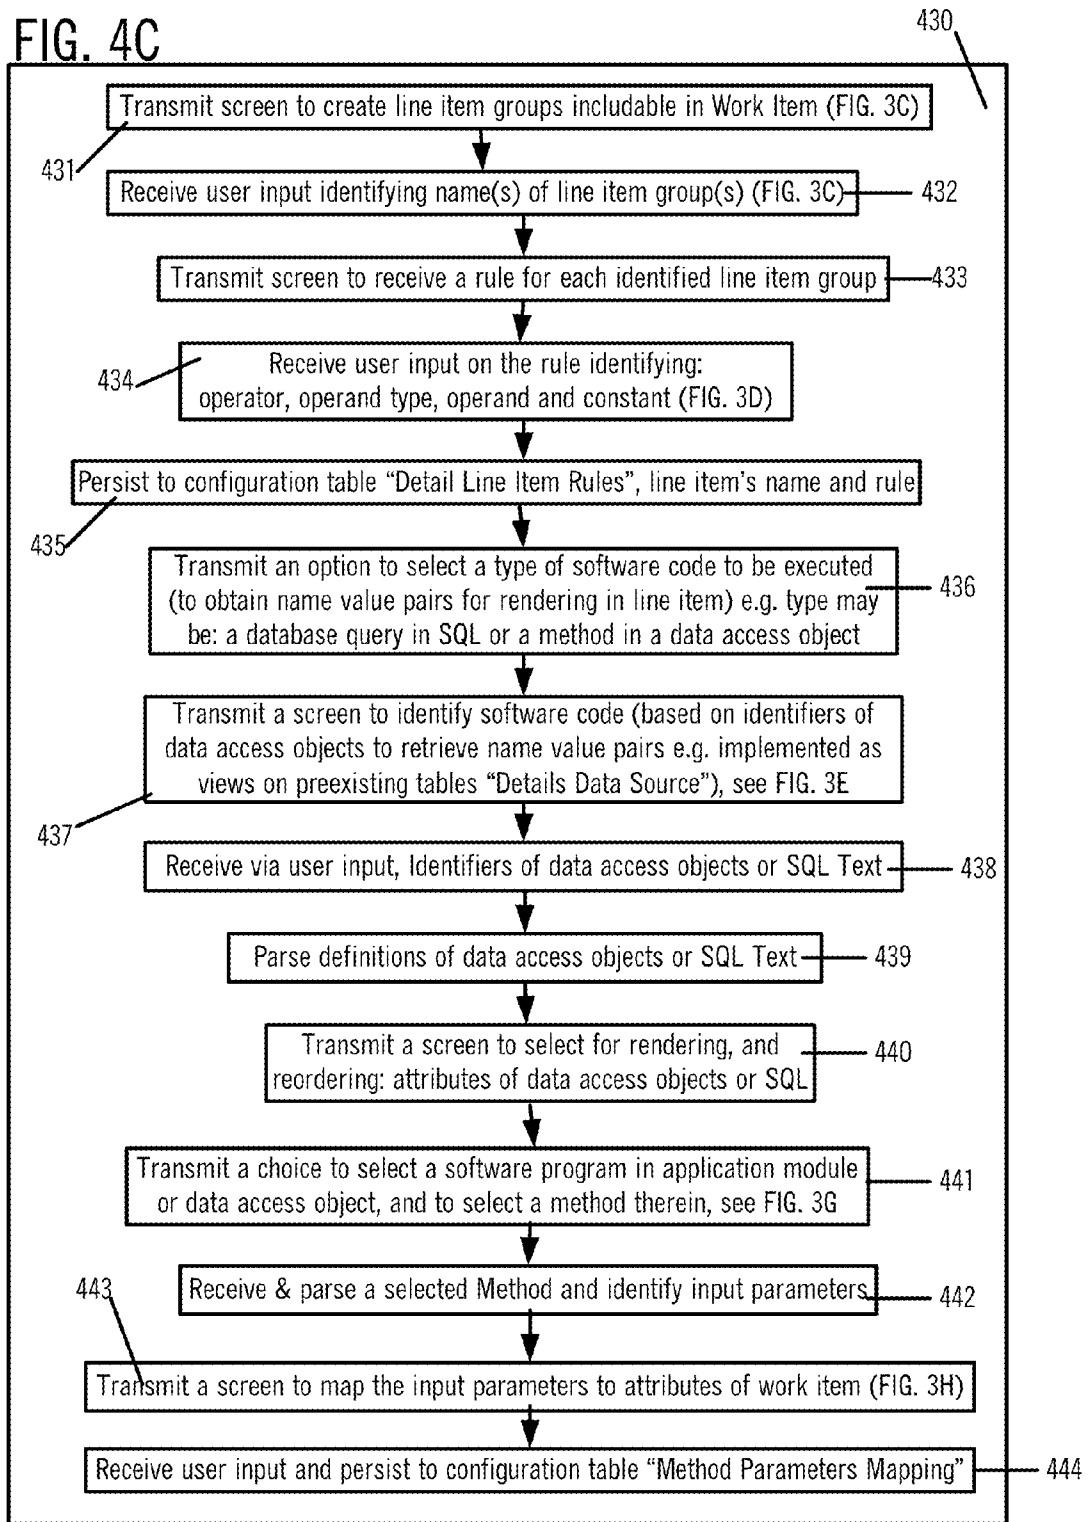 FIG. 4C
430
Transmit screen to create line item groups includable in Work Item (FIG. 3C)
431
Receive user input identifying name(s) of line item group(s) (FIG. 3C)
432
Transmit screen to receive a rule for each identified line item group
433
434
Receive user input on the rule identifying:
operator, operand type, operand and constant (FIG. 3D)
Persist to configuration table “Detail Line Item Rules”, line item's name and rule
435
Transmit an option to select a type of software code to be executed
(to obtain name value pairs for rendering in line item) e.g. type may
be: a database query in SQL or a method in a data access object
436
Transmit a screen to identify software code (based on identifiers of
data access objects to retrieve name value pairs e.g. implemented as
views on preexisting tables “Details Data Source”), see FIG. 3E
437
Receive via user input, Identifiers of data access objects or SQL Text
438
Parse definitions of data access objects or SQL Text
439
Transmit a screen to select for rendering, and
reordering: attributes of data access objects or SQL
440
Transmit a choice to select a software program in application module
or data access object, and to select a method therein, see FIG. 3G
441
Receive & parse a selected Method and identify input parameters
442
443
Transmit a screen to map the input parameters to attributes of work item (FIG. 3H)
Receive user input and persist to configuration table “Method Parameters Mapping”
444